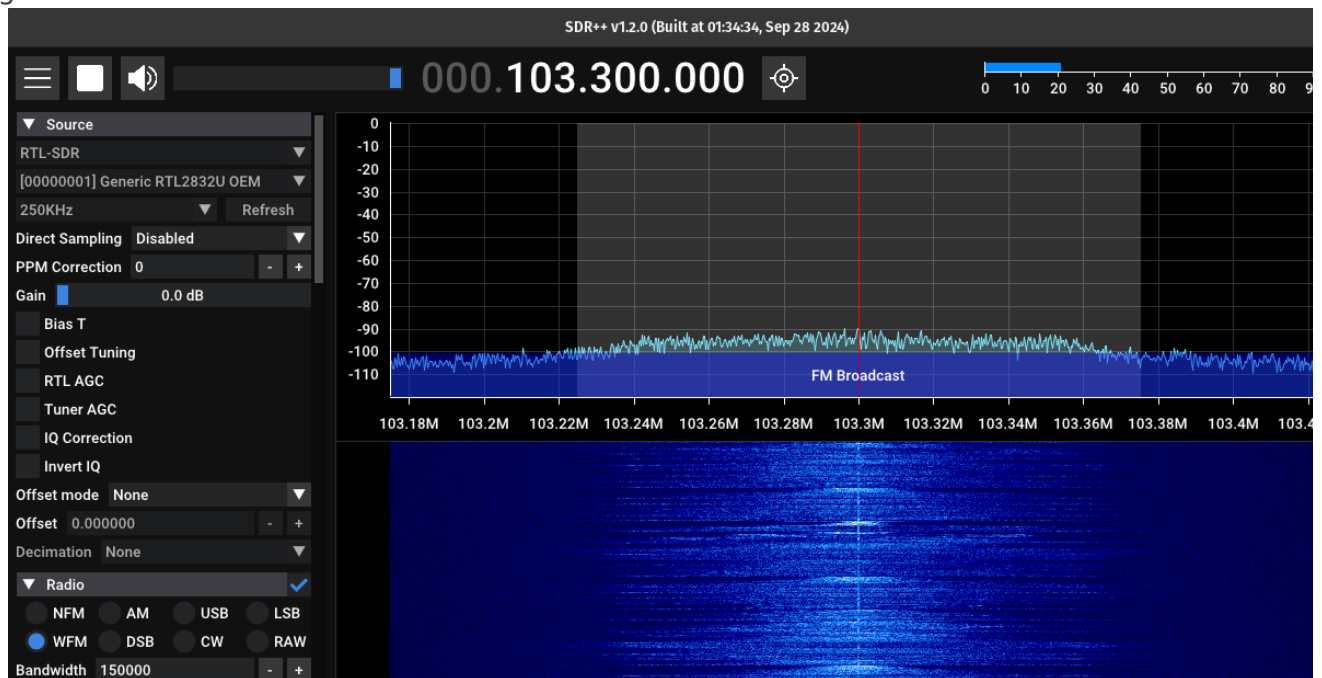 SDR++ v1.2.0 (Built at 01:34:34, Sep 28 2024)
000.103.300.000
0 10 20 30 40 50 60 70 80 9
Source
RTL-SDR
[00000001] Generic RTL2832U OEM
250KHz Refresh
Direct Sampling Disabled
PPM Correction 0 - +
Gain 0.0 dB
Bias T
Offset Tuning
RTL AGC
Tuner AGC
IQ Correction
Invert IQ
Offset mode None
Offset 0.000000 - +
Decimation None
Radio
NFM AM USB LSB
WFM DSB CW RAW
Bandwidth 150000 - +
0
-10
-20
-30
-40
-50
-60
-70
-80
-90
-100
-110
FM Broadcast
103.18M 103.2M 103.22M 103.24M 103.26M 103.28M 103.3M 103.32M 103.34M 103.36M 103.38M 103.4M 103.4